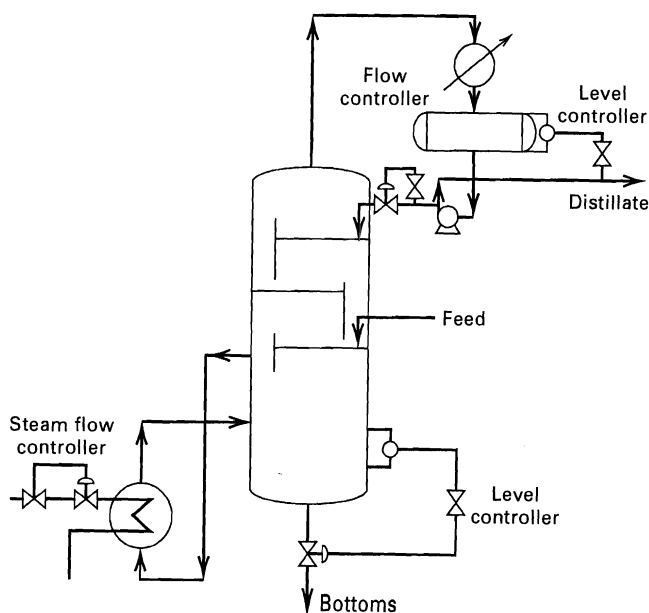 Flow
controller
Level
controller
Distillate
Feed
Steam flow
controller
Level
controller
Bottoms